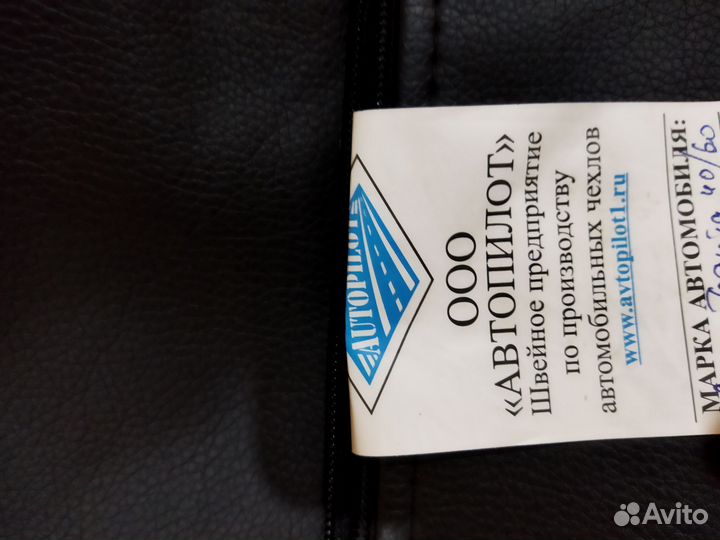 AUTOPILOT
ООО
«АВТОПИЛОТ»
Швейное предприятие
по производству
автомобильных чехлов
www.avtopilot1.ru
МАРКА АВТОМОБИЛЯ:
40/60
Avito